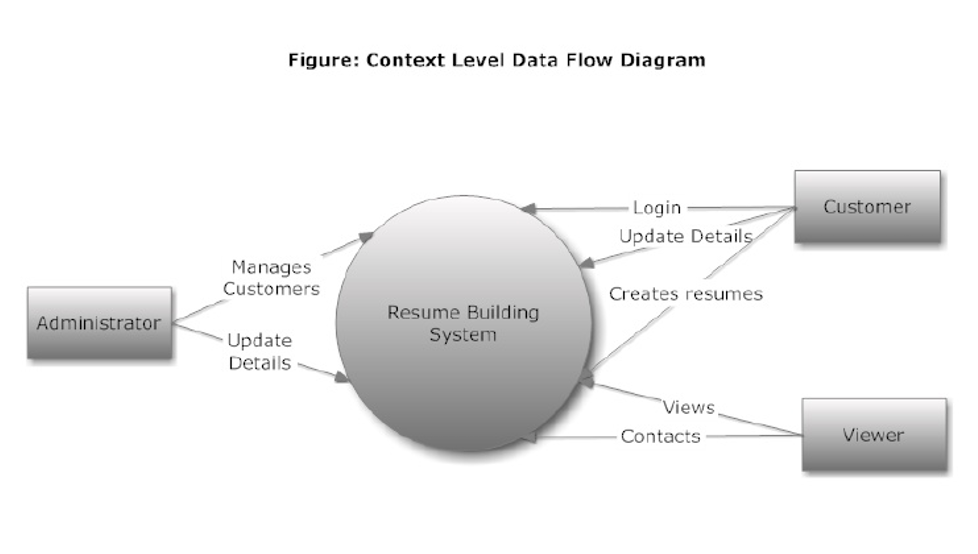 Figure: Context Level Data Flow Diagram
Login
Customer
Update Details
Manages
Customers
Creates resumes
Administrator
Resume Building
System
Update
Details
Views
Contacts
Viewer